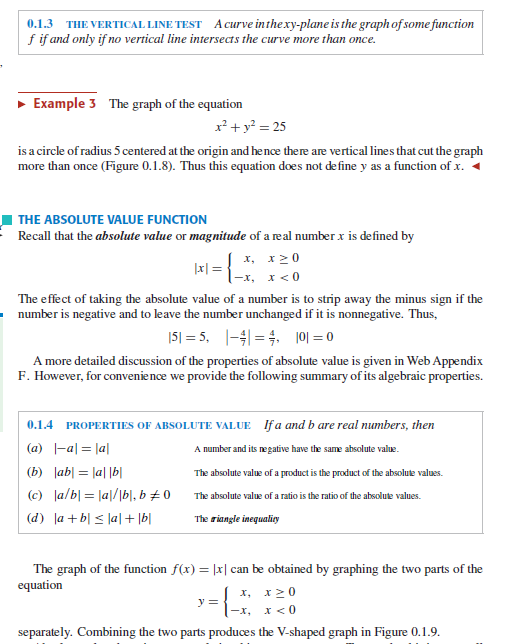 0.1.3 THE VERTICAL LINE TEST A curve in the xy-plane is the graph of some function
f if and only if no vertical line intersects the curve more than once.
Example 3 The graph of the equation
x² + y² = 25
is a circle of radius 5 centered at the origin and hence there are vertical lines that cut the graph
more than once (Figure 0.1.8). Thus this equation does not define y as a function of x.
THE ABSOLUTE VALUE FUNCTION
Recall that the absolute value or magnitude of a real number x is defined by
|x| = { x, x ≥ 0
−x, x < 0
The effect of taking the absolute value of a number is to strip away the minus sign if the
number is negative and to leave the number unchanged if it is nonnegative. Thus,
|5| = 5, |−4/7| = 4/7, |0| = 0
A more detailed discussion of the properties of absolute value is given in Web Appendix
F. However, for convenience we provide the following summary of its algebraic properties.
0.1.4 PROPERTIES OF ABSOLUTE VALUE If a and b are real numbers, then
(a) |−a| = |a| A number and its negative have the same absolute value.
(b) |ab| = |a| |b| The absolute value of a product is the product of the absolute values.
(c) |a/b| = |a|/|b|, b ≠ 0 The absolute value of a ratio is the ratio of the absolute values.
(d) |a + b| ≤ |a| + |b| The triangle inequality
The graph of the function f(x) = |x| can be obtained by graphing the two parts of the
equation
y = { x, x ≥ 0
−x, x < 0
separately. Combining the two parts produces the V-shaped graph in Figure 0.1.9.